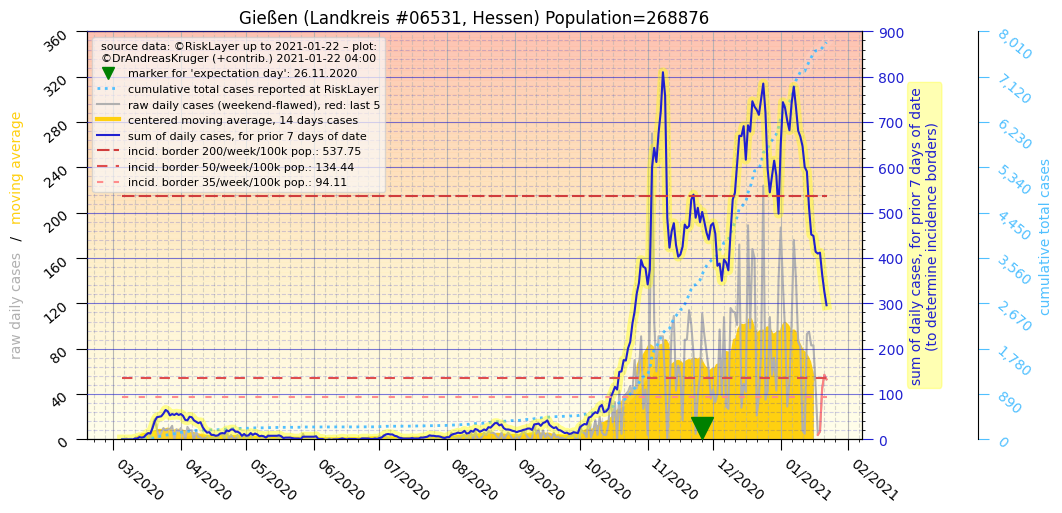 Gießen (Landkreis #06531, Hessen) Population=268876
source data: ©RiskLayer up to 2021-01-22 – plot:
©DrAndreasKruger (+contrib.) 2021-01-22 04:00
marker for 'expectation day': 26.11.2020
cumulative total cases reported at RiskLayer
raw daily cases (weekend-flawed), red: last 5
centered moving average, 14 days cases
sum of daily cases, for prior 7 days of date
incid. border 200/week/100k pop.: 537.75
incid. border 50/week/100k pop.: 134.44
incid. border 35/week/100k pop.: 94.11
raw daily cases / moving average
360
320
280
240
200
160
120
80
40
0
03/2020
04/2020
05/2020
06/2020
07/2020
08/2020
09/2020
10/2020
11/2020
12/2020
01/2021
02/2021
900
800
700
600
500
400
300
200
100
0
sum of daily cases, for prior 7 days of date
(to determine incidence borders)
8,010
7,120
6,230
5,340
4,450
3,560
2,670
1,780
890
0
cumulative total cases